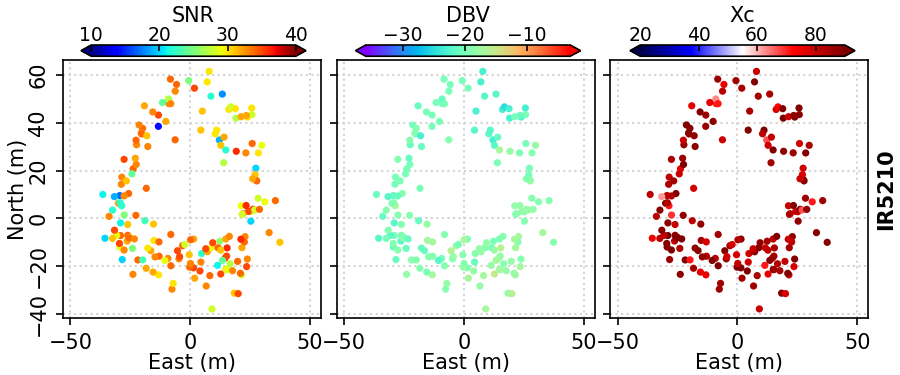 SNR DBV Xc
10 20 30 40 −30 −20 −10 20 40 60 80
60
40
20
0
−20
−40
North (m)
IR5210
−50 0 50 −50 0 50 −50 0 50
East (m) East (m) East (m)